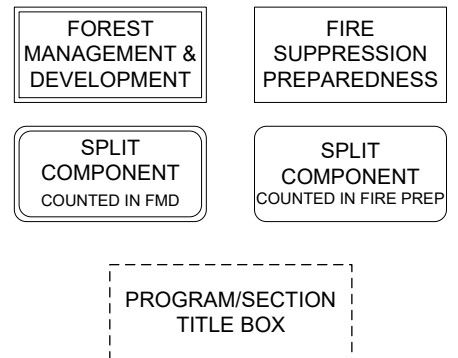 FOREST
MANAGEMENT &
DEVELOPMENT
FIRE
SUPPRESSION
PREPAREDNESS
SPLIT
COMPONENT
COUNTED IN FMD
SPLIT
COMPONENT
COUNTED IN FIRE PREP
PROGRAM/SECTION
TITLE BOX